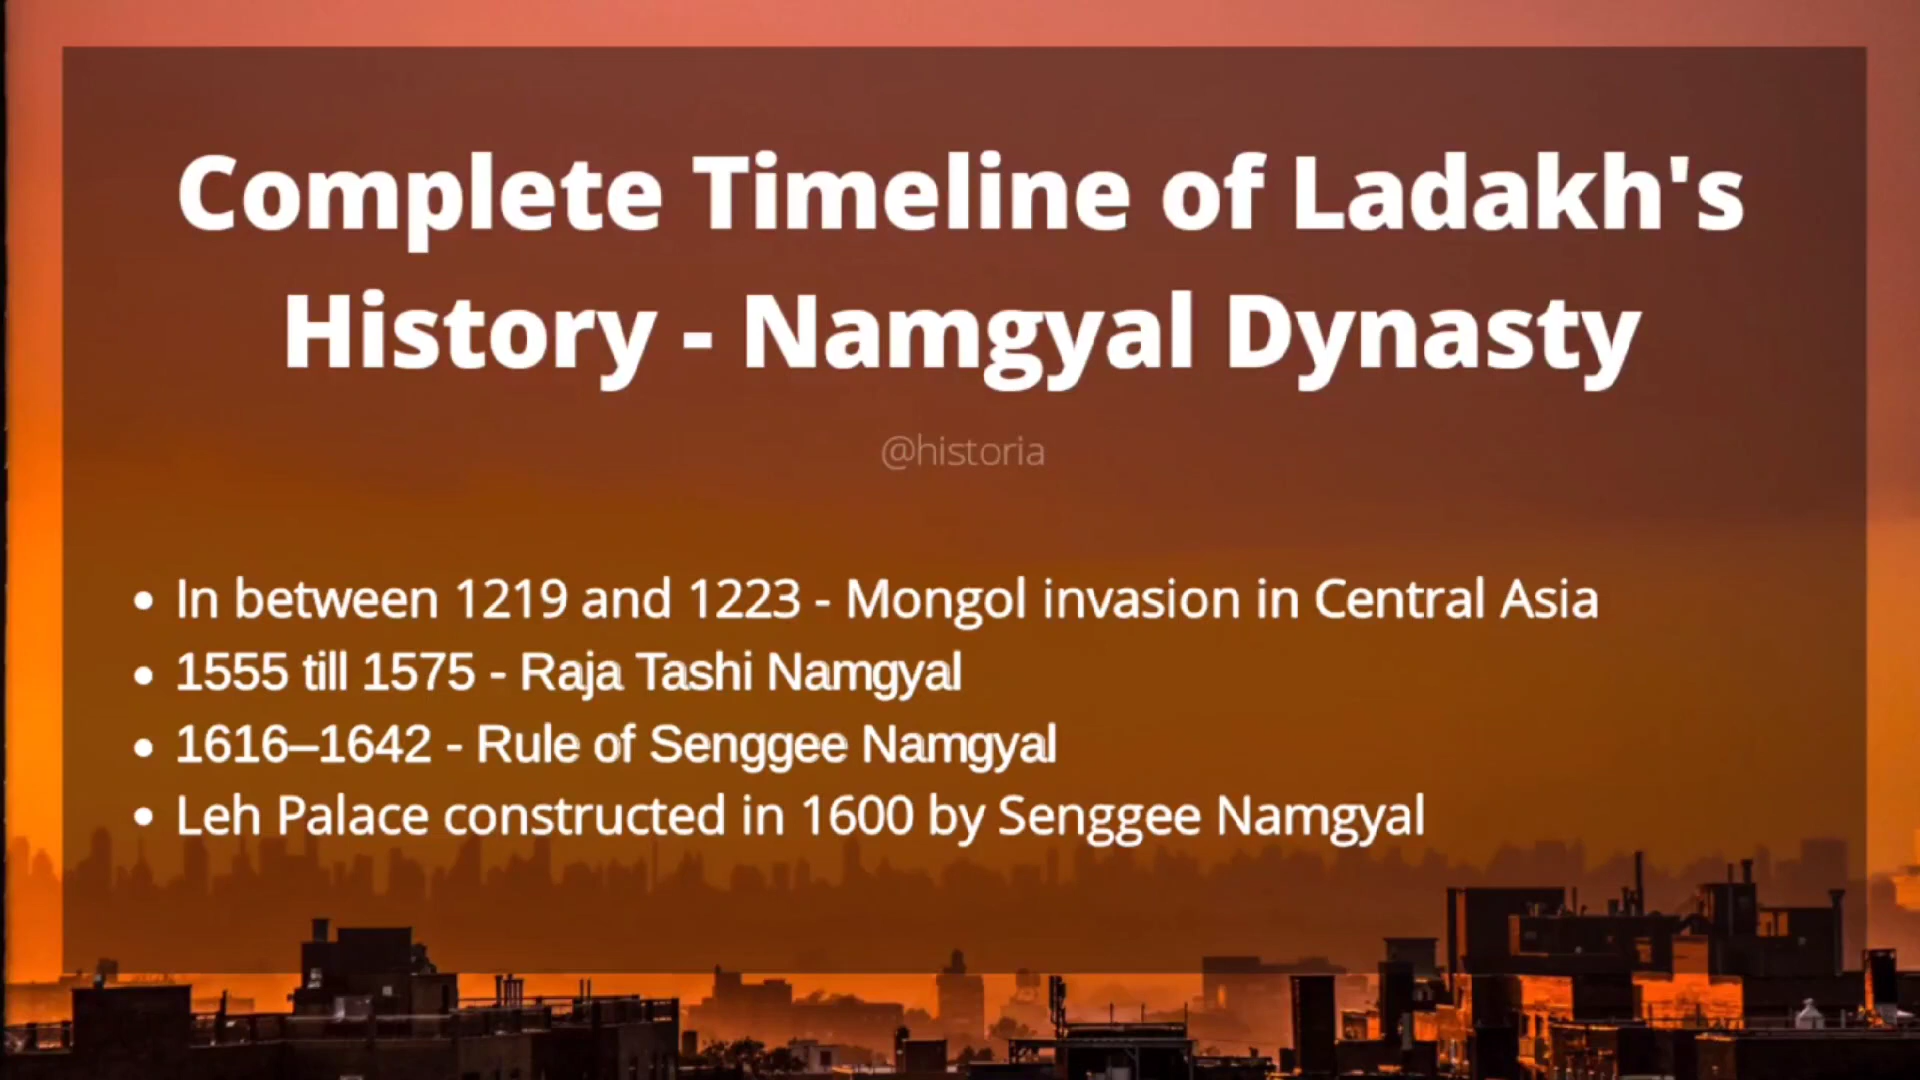 Complete Timeline of Ladakh's
History - Namgyal Dynasty
@historia
• In between 1219 and 1223 - Mongol invasion in Central Asia
• 1555 till 1575 - Raja Tashi Namgyal
• 1616–1642 - Rule of Senggee Namgyal
• Leh Palace constructed in 1600 by Senggee Namgyal